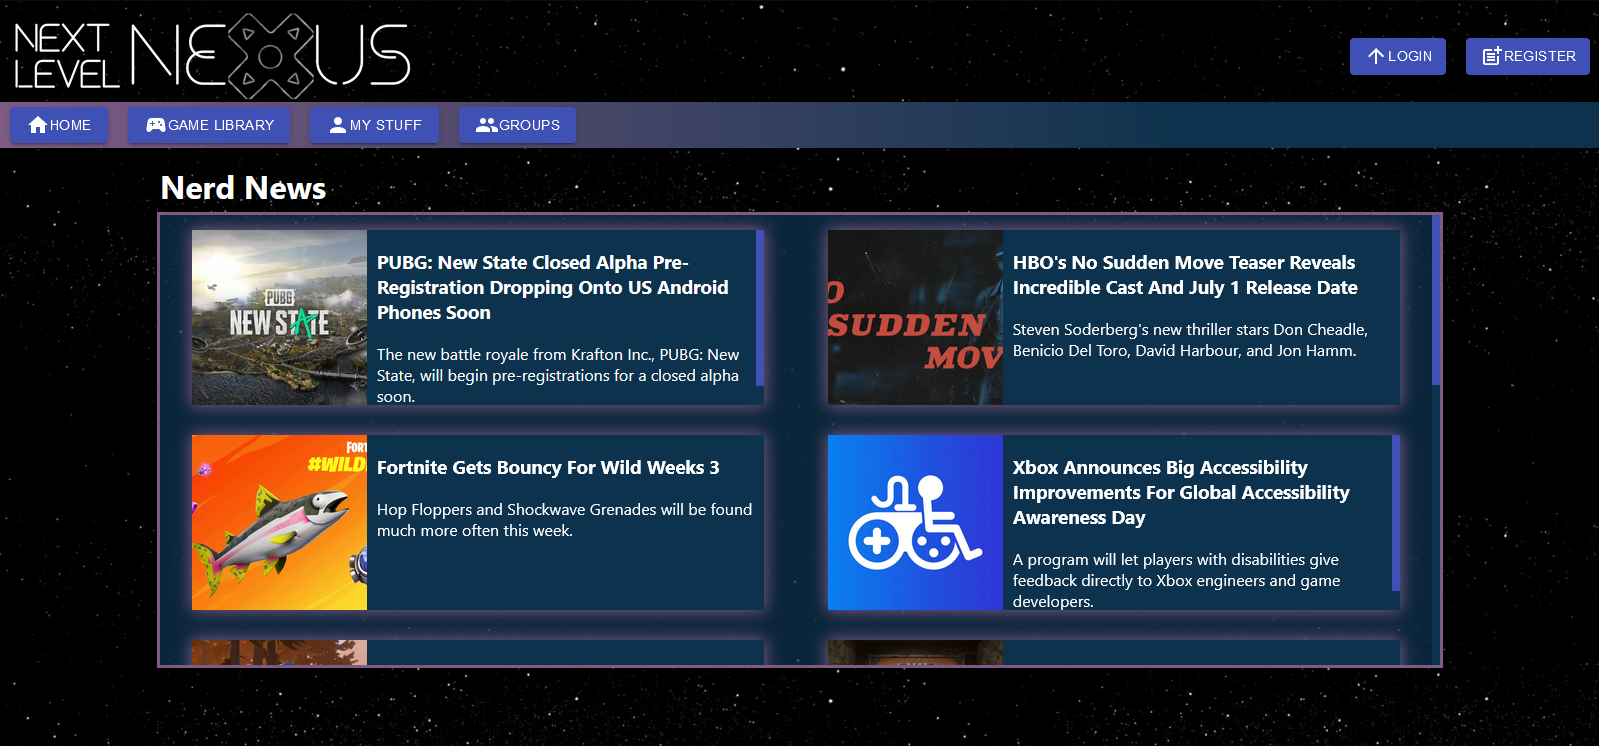 NEXT
LEVEL
NEXUS
LOGIN
REGISTER
HOME
GAME LIBRARY
MY STUFF
GROUPS
Nerd News
PUBG
NEW STATE
PUBG: New State Closed Alpha Pre-
Registration Dropping Onto US Android
Phones Soon
The new battle royale from Krafton Inc., PUBG: New
State, will begin pre-registrations for a closed alpha
soon.
O
SUDDEN
MOV
HBO's No Sudden Move Teaser Reveals
Incredible Cast And July 1 Release Date
Steven Soderberg's new thriller stars Don Cheadle,
Benicio Del Toro, David Harbour, and Jon Hamm.
FORT
#WILD
Fortnite Gets Bouncy For Wild Weeks 3
Hop Floppers and Shockwave Grenades will be found
much more often this week.
Xbox Announces Big Accessibility
Improvements For Global Accessibility
Awareness Day
A program will let players with disabilities give
feedback directly to Xbox engineers and game
developers.